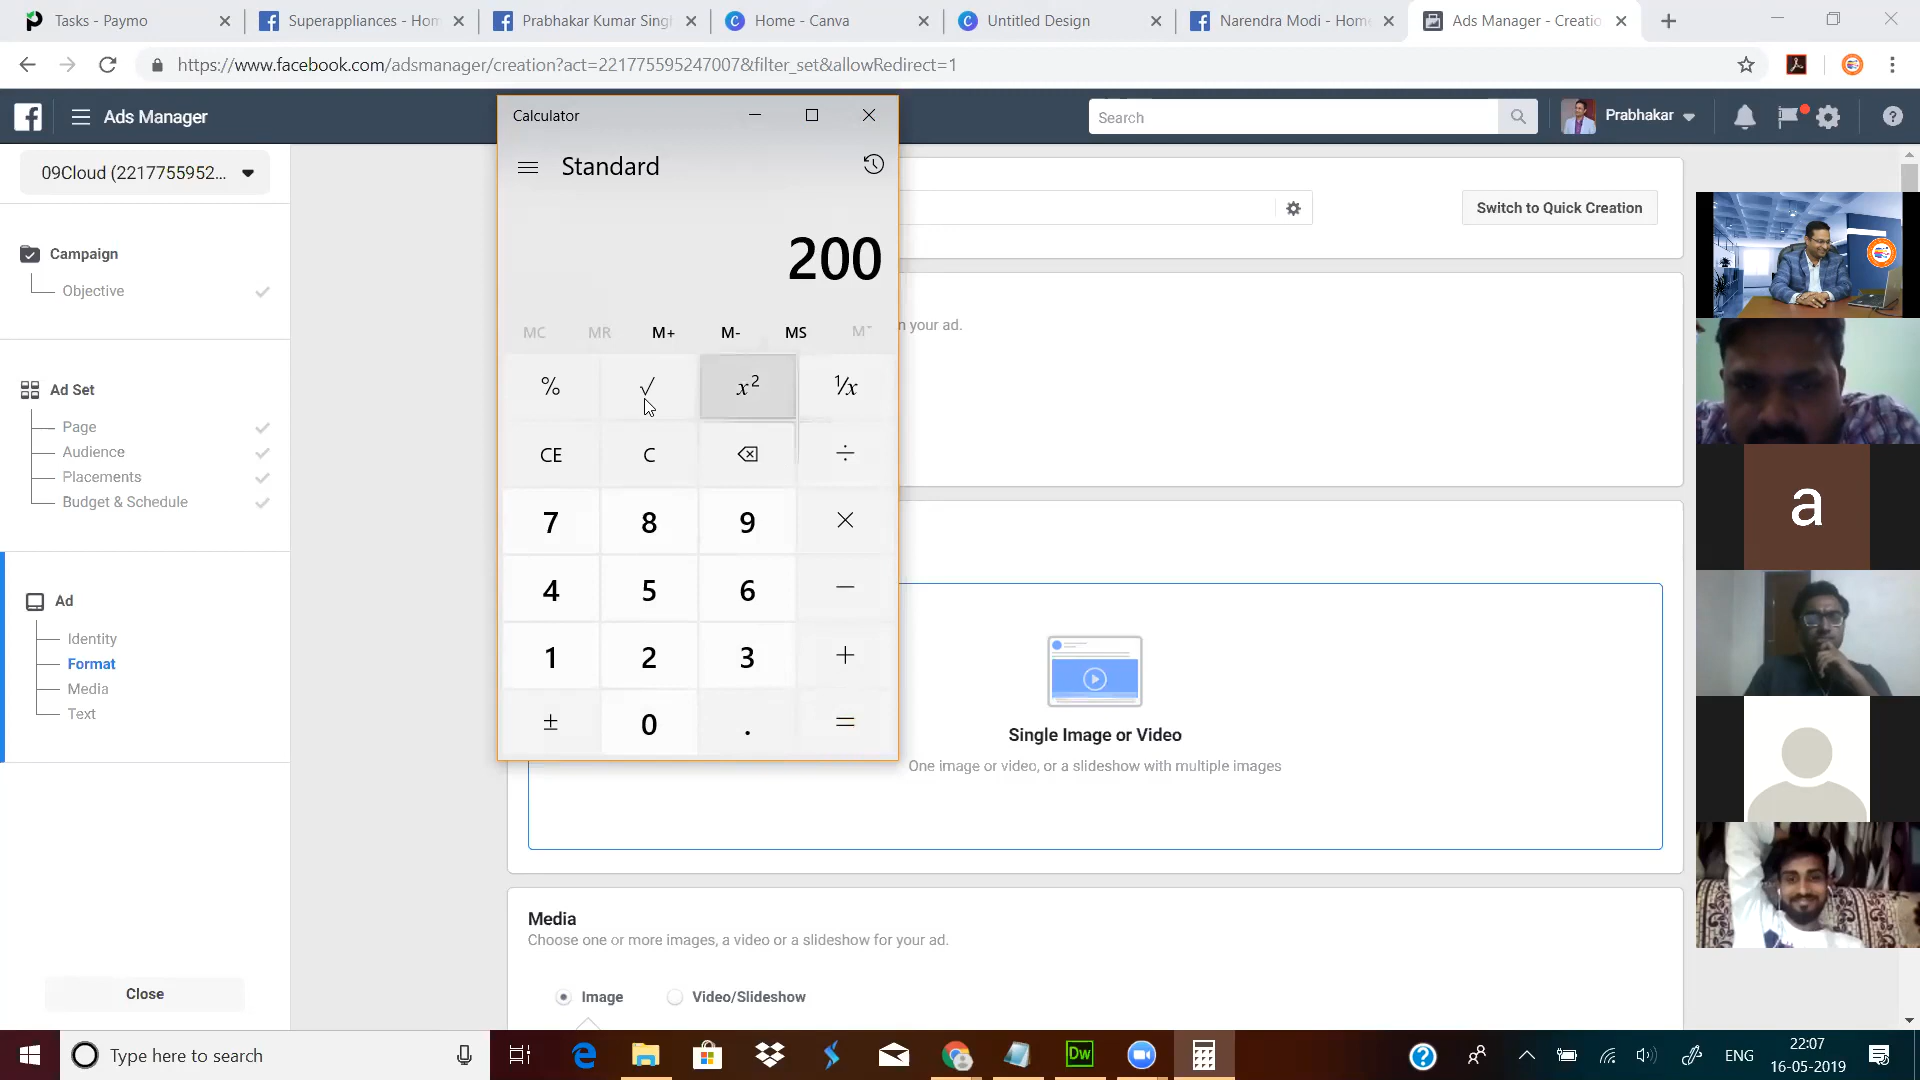 Tasks - Paymo
Superappliances - Hom
Prabhakar Kumar Singh
Home - Canva
Untitled Design
Narendra Modi - Home
Ads Manager - Creatio
https://www.facebook.com/adsmanager/creation?act=221775595247007&filter_set&allowRedirect=1
Ads Manager
Search
Prabhakar
09Cloud (2217755952...
Campaign
Objective
Ad Set
Page
Audience
Placements
Budget & Schedule
Ad
Identity
Format
Media
Text
Close
Calculator
Standard
200
MC MR M+ M- MS M˅
% √ x² ¹/x
CE C ÷
7 8 9 ×
4 5 6 −
1 2 3 +
± 0 . =
Switch to Quick Creation
n your ad.
Single Image or Video
One image or video, or a slideshow with multiple images
Media
Choose one or more images, a video or a slideshow for your ad.
Image
Video/Slideshow
a
Type here to search
Dw
ENG
22:07
16-05-2019